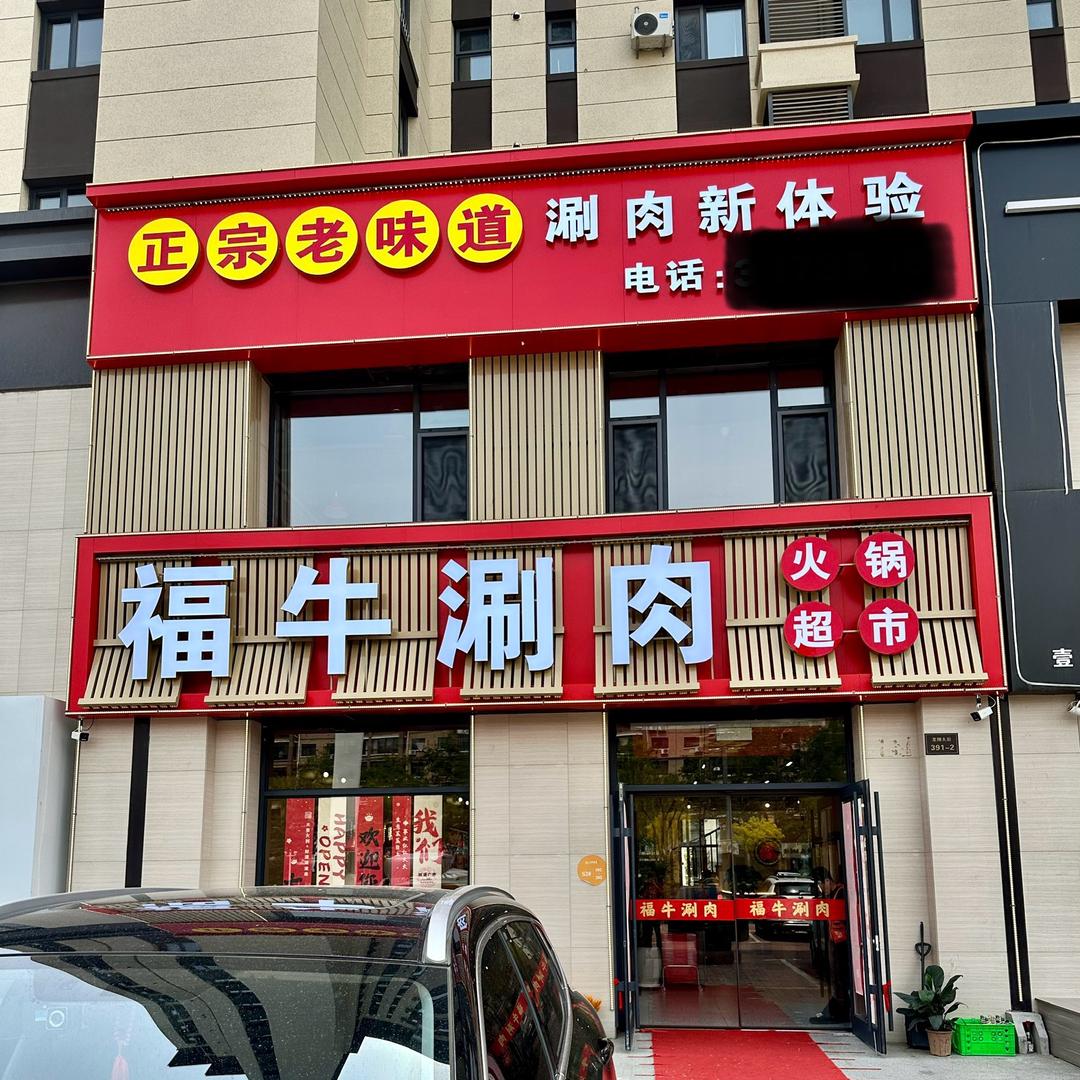 正宗老味道 涮肉新体验
电话：
福牛涮肉 火锅
超市
壹
391-2
HAPPY
OPEN
欢迎您
我们
福牛涮肉 福牛涮肉